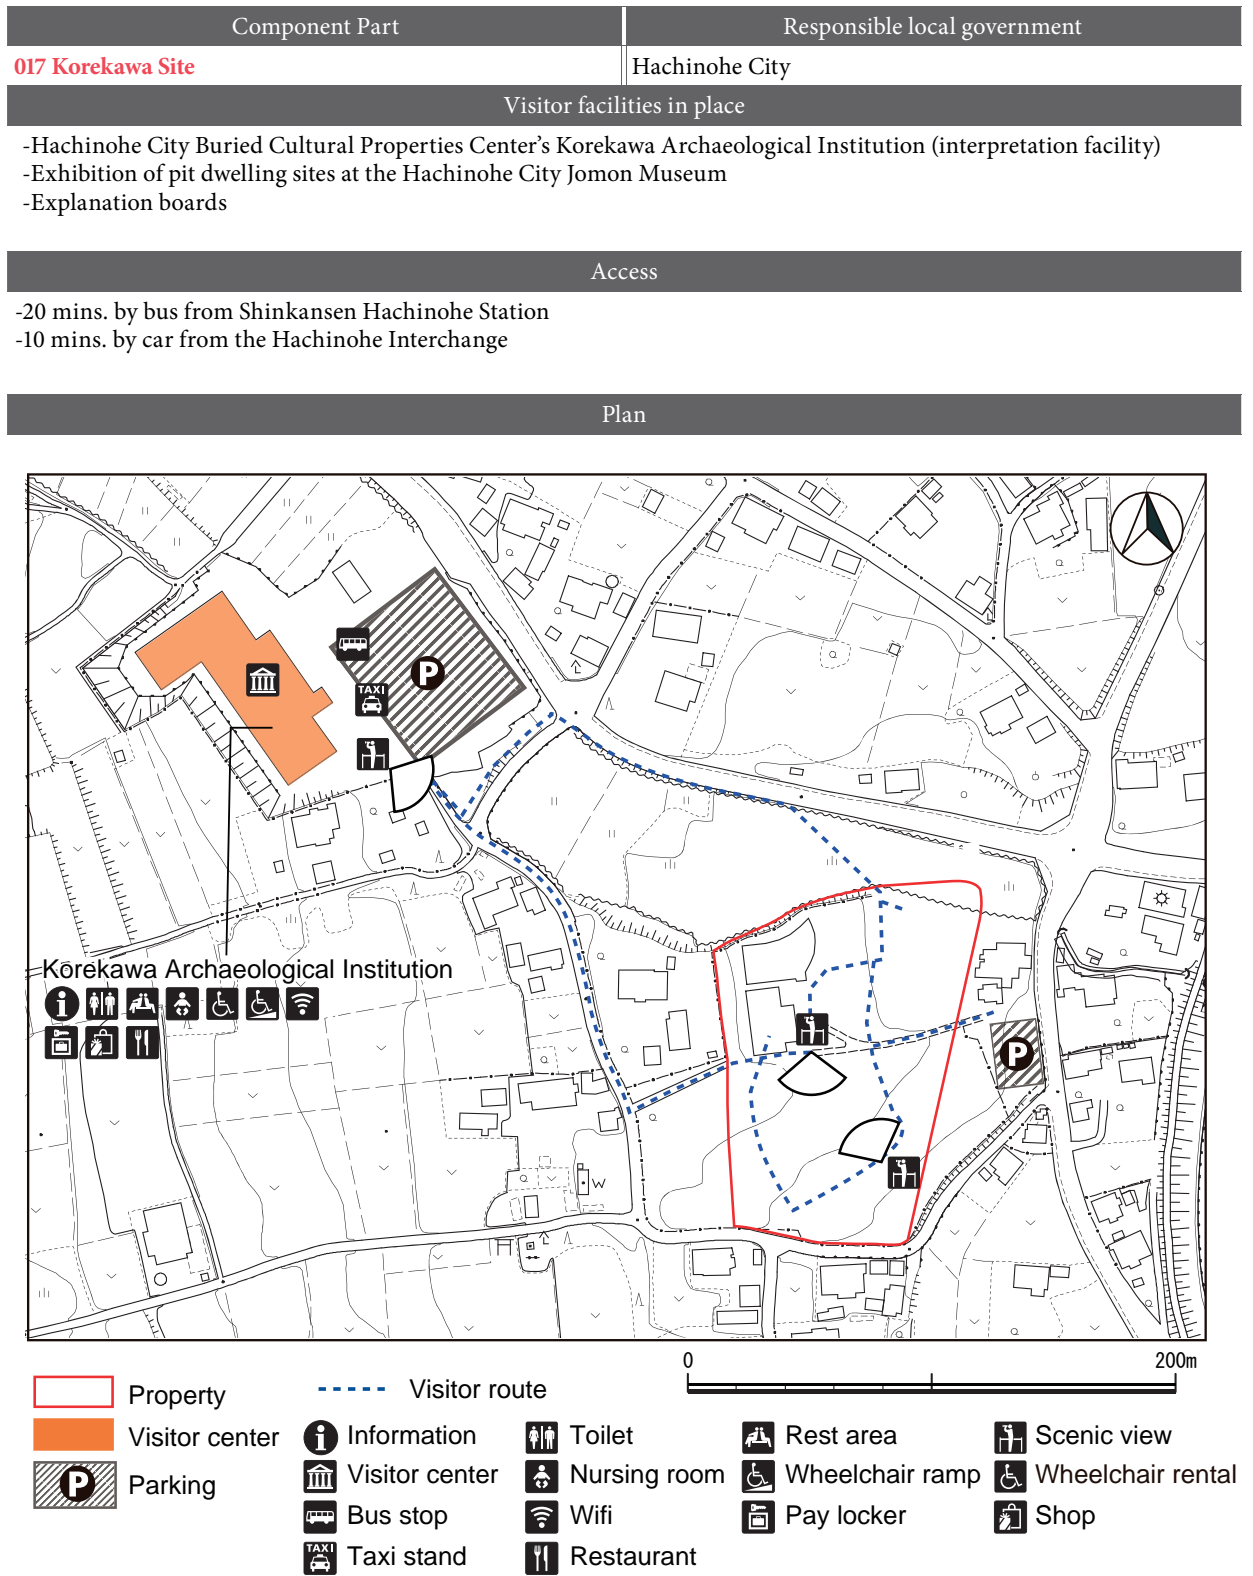 Component Part
Responsible local government
017 Korekawa Site
Hachinohe City
Visitor facilities in place
-Hachinohe City Buried Cultural Properties Center's Korekawa Archaeological Institution (interpretation facility)
-Exhibition of pit dwelling sites at the Hachinohe City Jomon Museum
-Explanation boards
Access
-20 mins. by bus from Shinkansen Hachinohe Station
-10 mins. by car from the Hachinohe Interchange
Plan
P
TAXI
Korekawa Archaeological Institution
i
P
W
0
200m
Property
Visitor route
Visitor center
i
Information
Toilet
Rest area
Scenic view
P
Parking
Visitor center
Nursing room
Wheelchair ramp
Wheelchair rental
Bus stop
Wifi
Pay locker
Shop
TAXI
Taxi stand
Restaurant